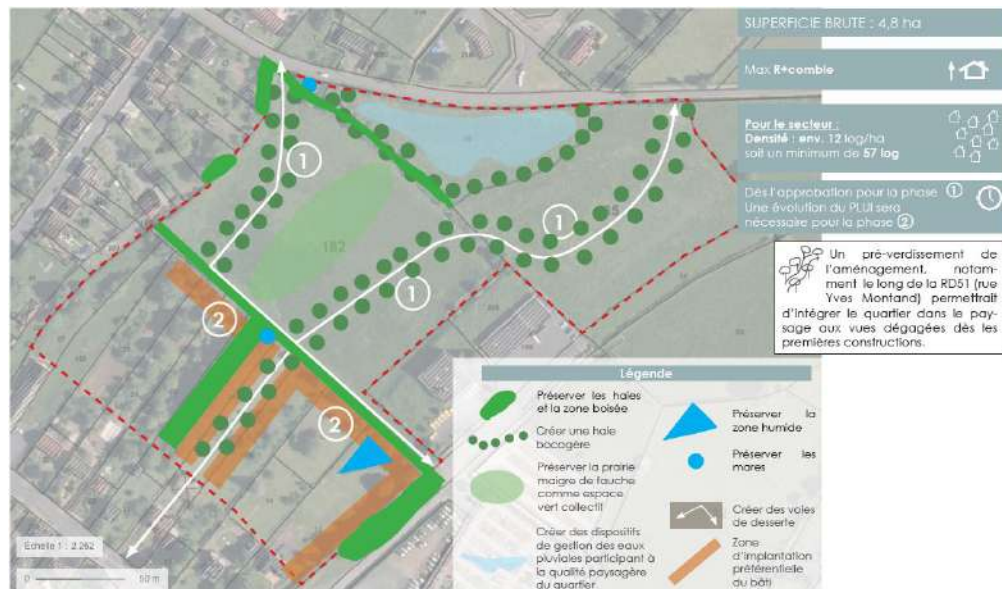 SUPERFICIE BRUTE : 4,8 ha
Max R+comble
Pour le secteur :
Densité : env. 12 log/ha
soit un minimum de 57 log
Dès l'approbation pour la phase 1
Une évolution du PLUi sera
nécessaire pour la phase 2
Un pré-verdissement de
l'aménagement, notam-
ment le long de la RD51 (rue
Yves Montand) permettrait
d'intégrer le quartier dans le pay-
sage aux vues dégagées dès les
premières constructions.
1
1
1
182
2
2
Légende
Préserver les haies
et la zone boisée
Créer une haie
bocagère
Préserver la prairie
maigre de fauche
comme espace
vert collectif
Créer des dispositifs
de gestion des eaux
pluviales participant à
la qualité paysagère
du quartier
Préserver la
zone humide
Préserver les
mares
Créer des voies
de desserte
Zone
d'implantation
préférentielle
du bâti
Échelle 1 : 2 262
0 50 m